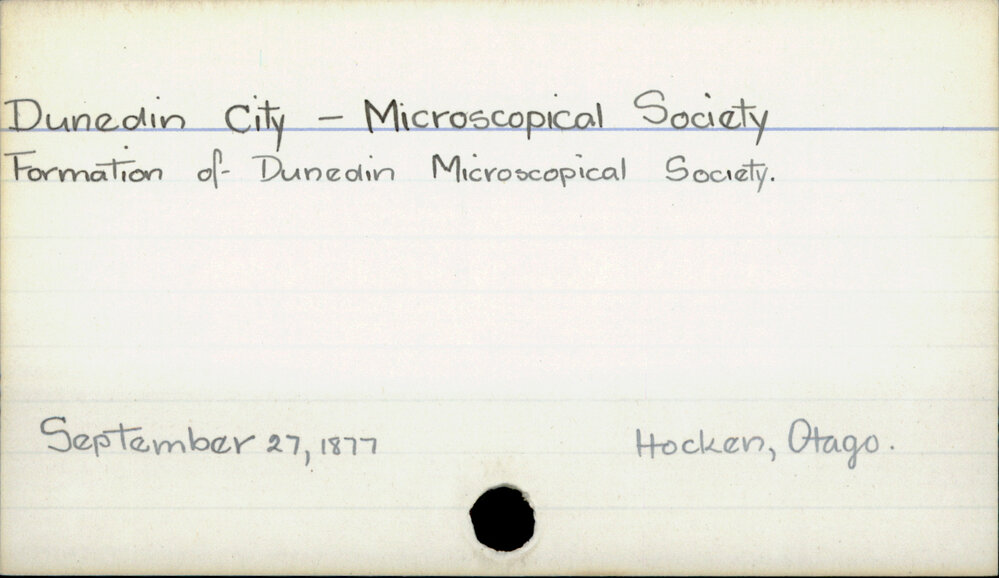 Dunedin City - Microscopical Society
Formation of Dunedin Microscopical Society.
September 27, 1877
Hocken, Otago.